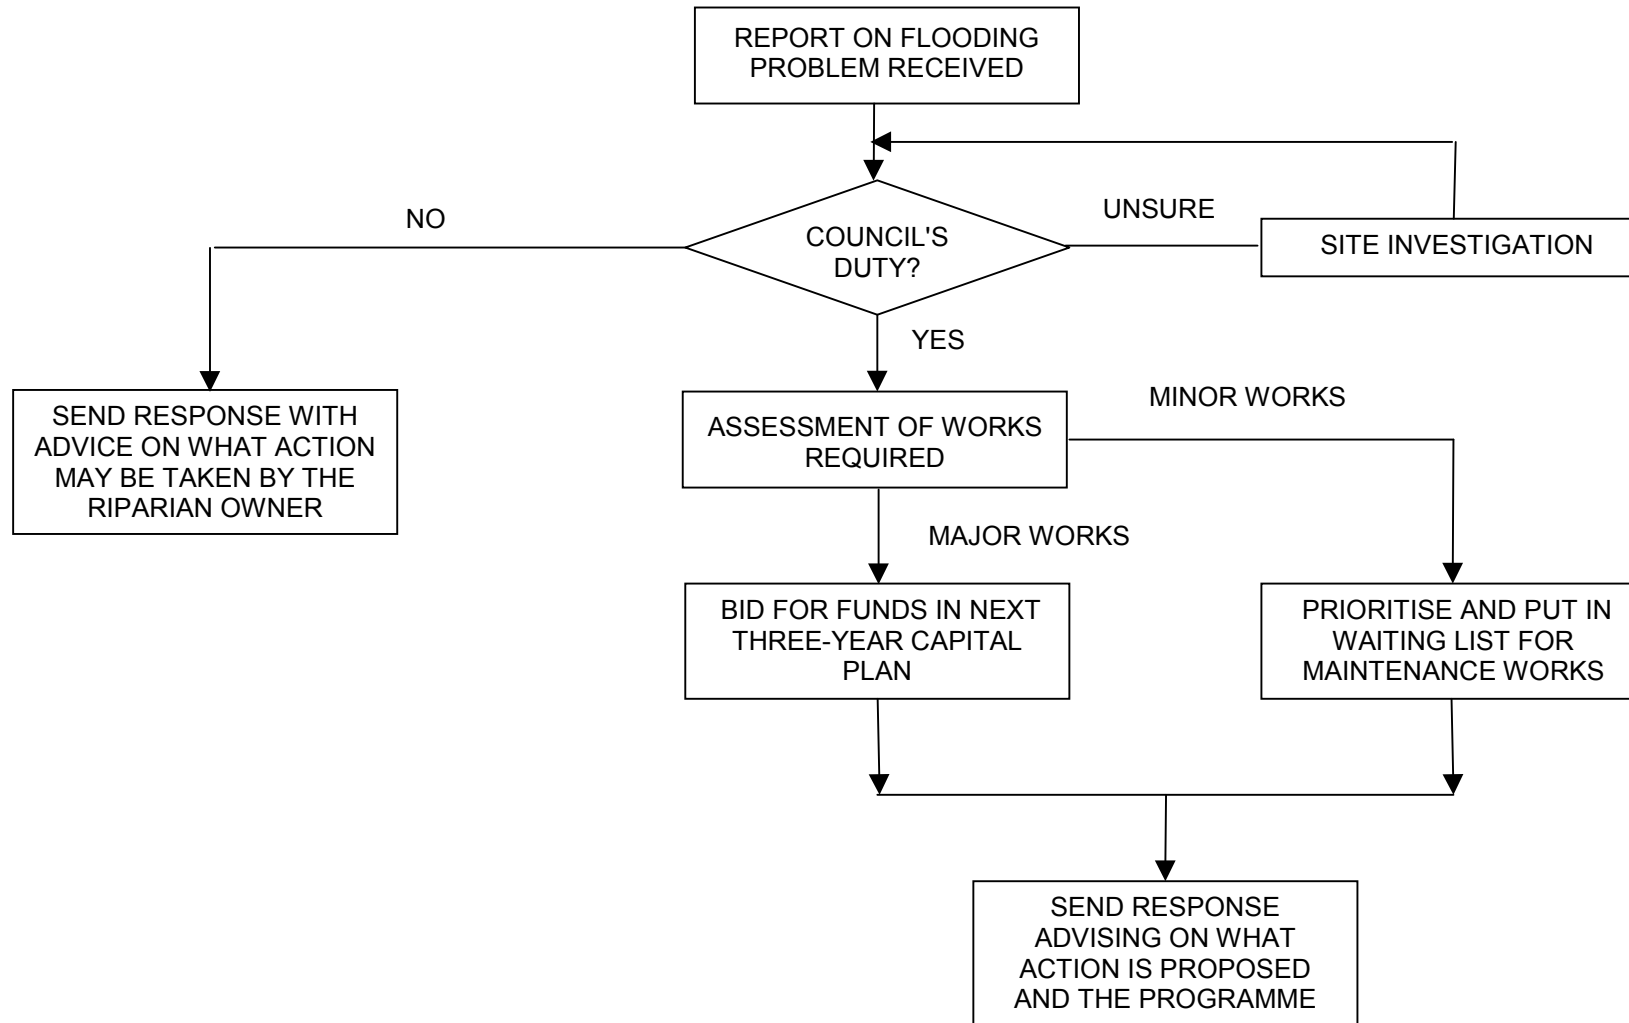 REPORT ON FLOODING
PROBLEM RECEIVED
NO
UNSURE
COUNCIL'S
DUTY?
SITE INVESTIGATION
YES
SEND RESPONSE WITH
ADVICE ON WHAT ACTION
MAY BE TAKEN BY THE
RIPARIAN OWNER
ASSESSMENT OF WORKS
REQUIRED
MINOR WORKS
MAJOR WORKS
BID FOR FUNDS IN NEXT
THREE-YEAR CAPITAL
PLAN
PRIORITISE AND PUT IN
WAITING LIST FOR
MAINTENANCE WORKS
SEND RESPONSE
ADVISING ON WHAT
ACTION IS PROPOSED
AND THE PROGRAMME